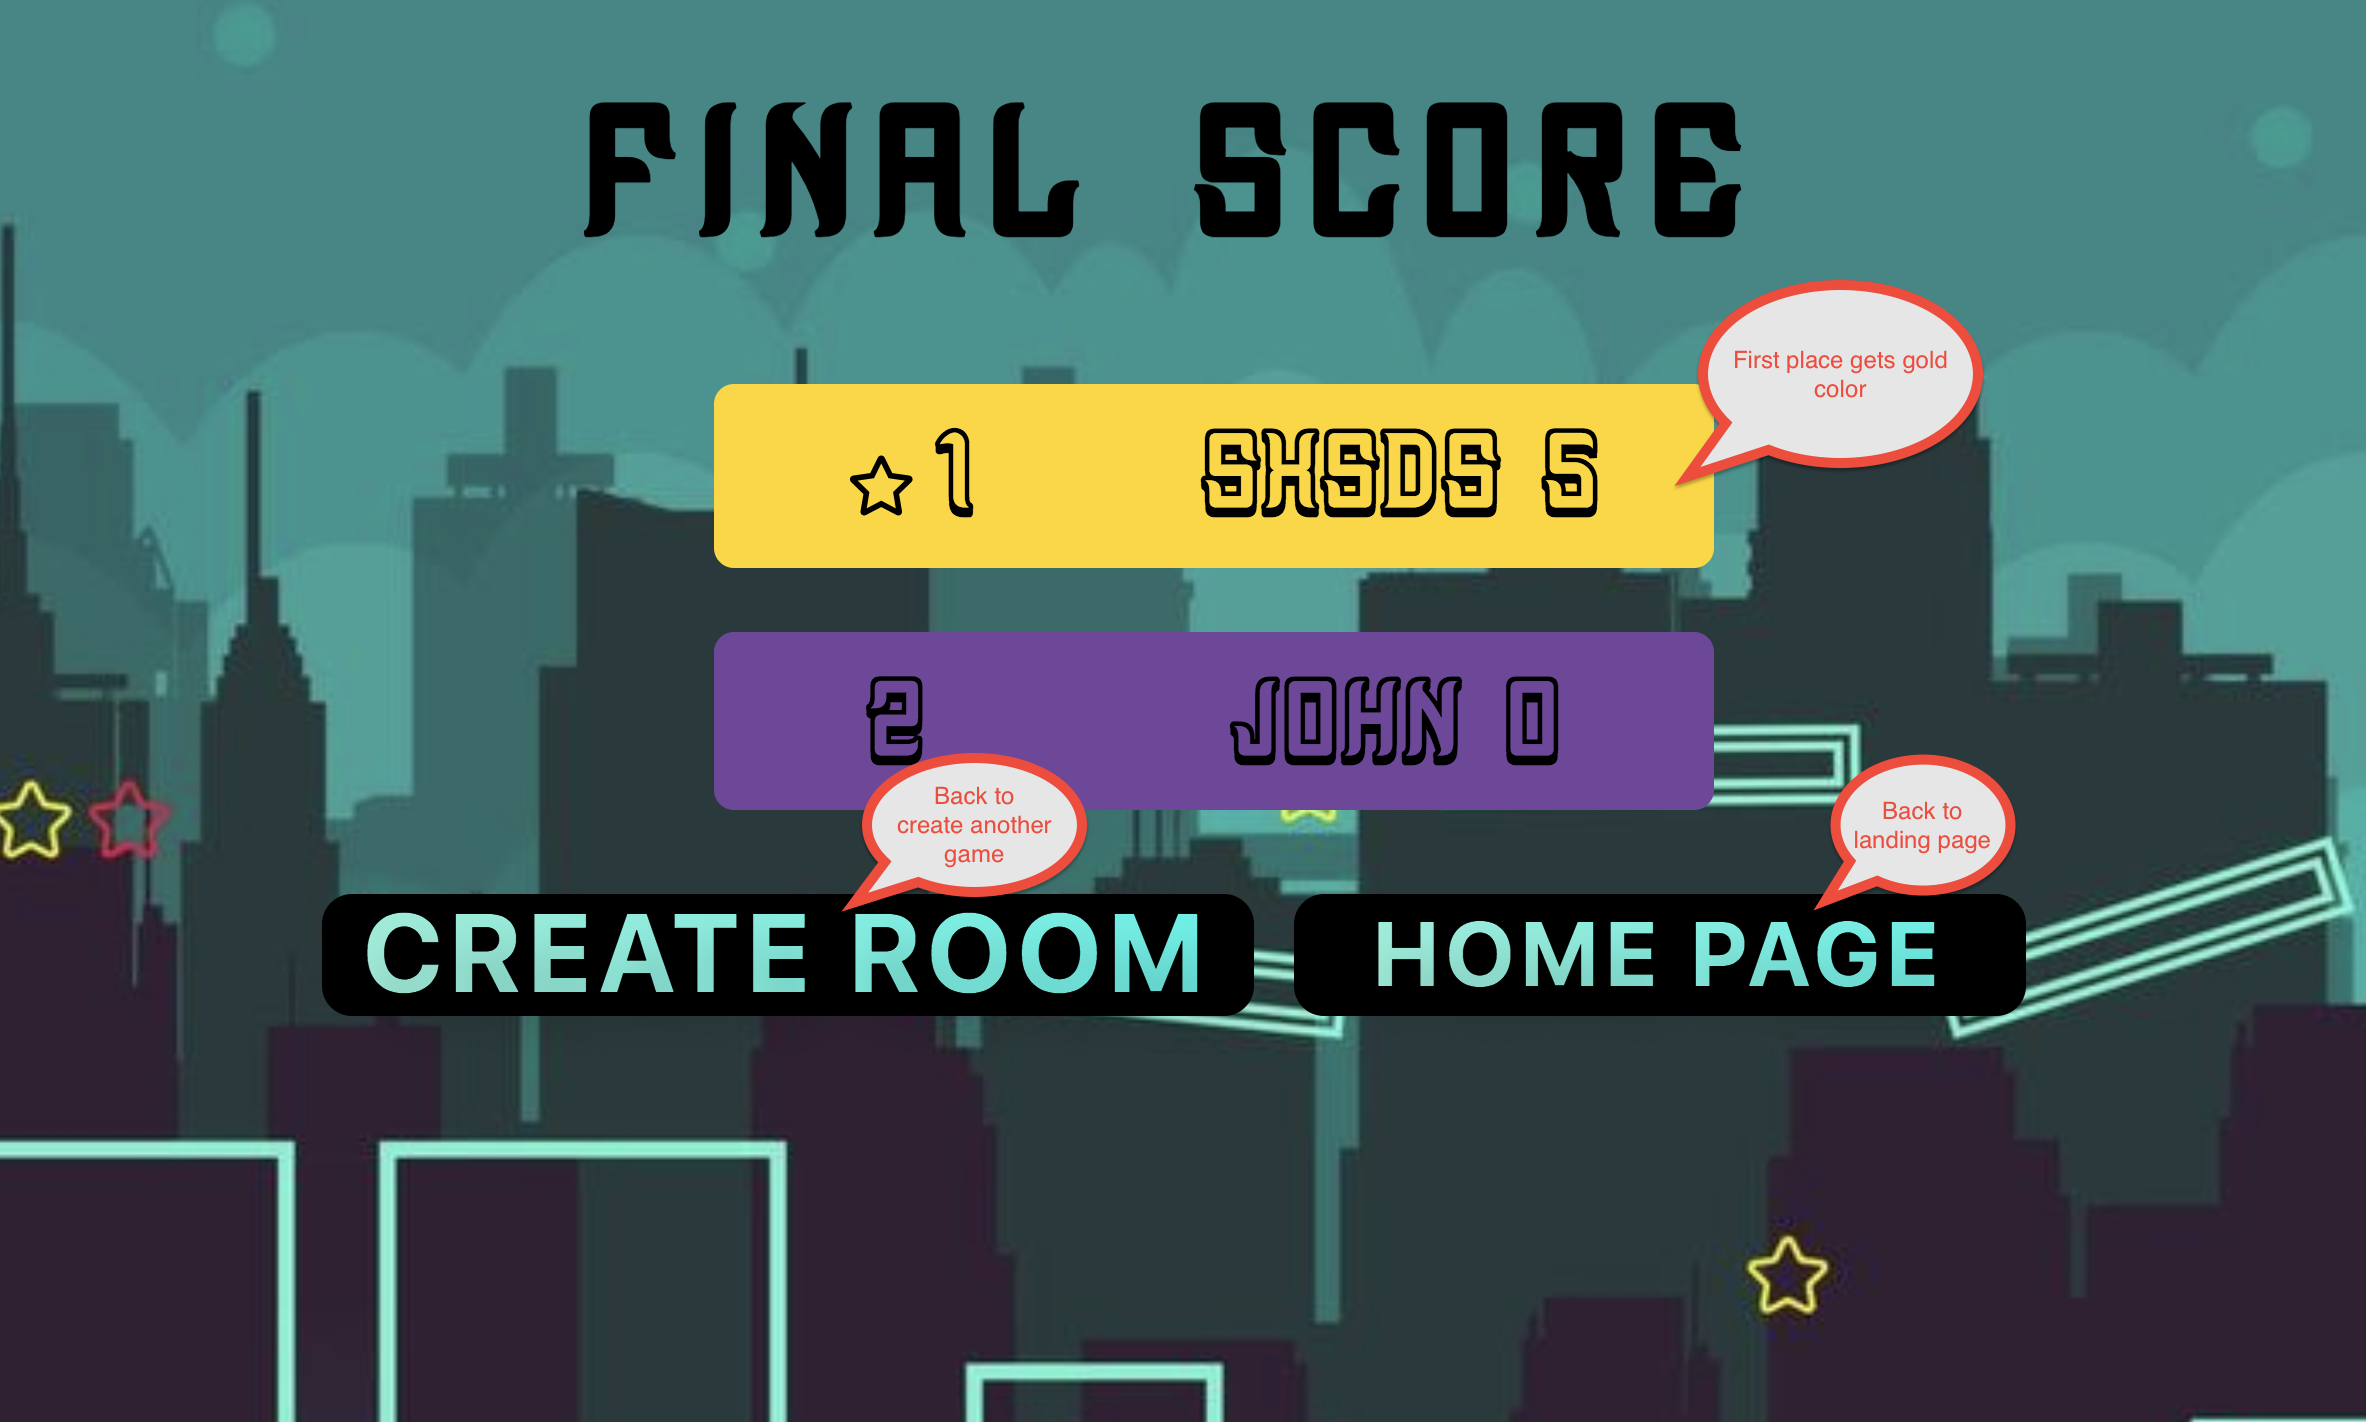 FINAL SCORE
First place gets gold
color
1 SHSDS 5
2 JOHN 0
Back to
create another
game
Back to
landing page
CREATE ROOM
HOME PAGE